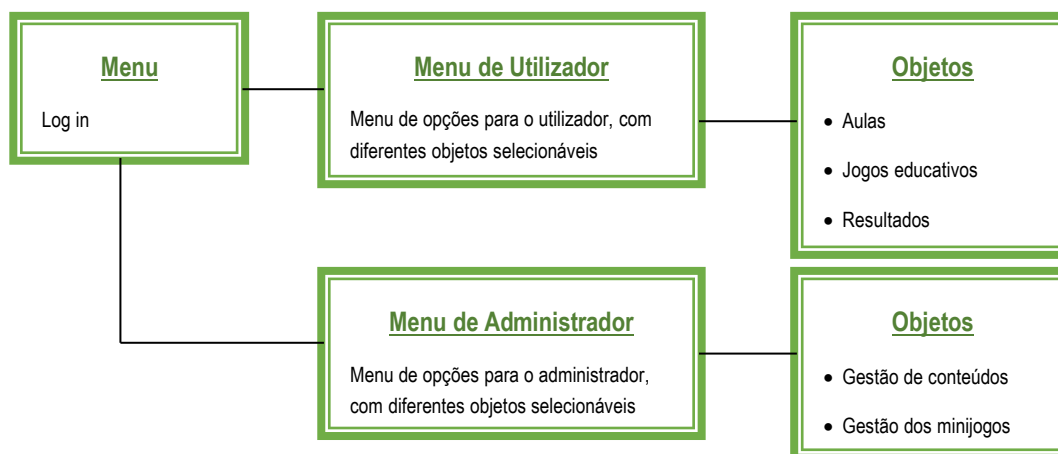 Menu
Log in
Menu de Utilizador
Menu de opções para o utilizador, com
diferentes objetos selecionáveis
Objetos
• Aulas
• Jogos educativos
• Resultados
Menu de Administrador
Menu de opções para o administrador,
com diferentes objetos selecionáveis
Objetos
• Gestão de conteúdos
• Gestão dos minijogos